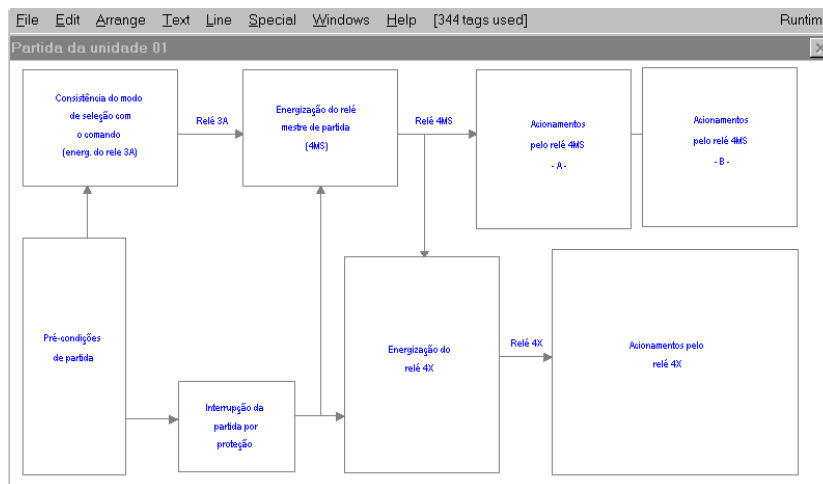 File Edit Arrange Text Line Special Windows Help [344 tags used] Runtim
Partida da unidade 01
Consistência do modo
de seleção com
o comando
(energ. do rele 3A)
Relé 3A
Energização do relé
mestre de partida
(4MS)
Relé 4MS
Acionamentos
pelo relé 4MS
- A -
Acionamentos
pelo relé 4MS
- B -
Pré-condições
de partida
Interrupção da
partida por
proteção
Energização do
relé 4X
Relé 4X
Acionamentos pelo
relé 4X